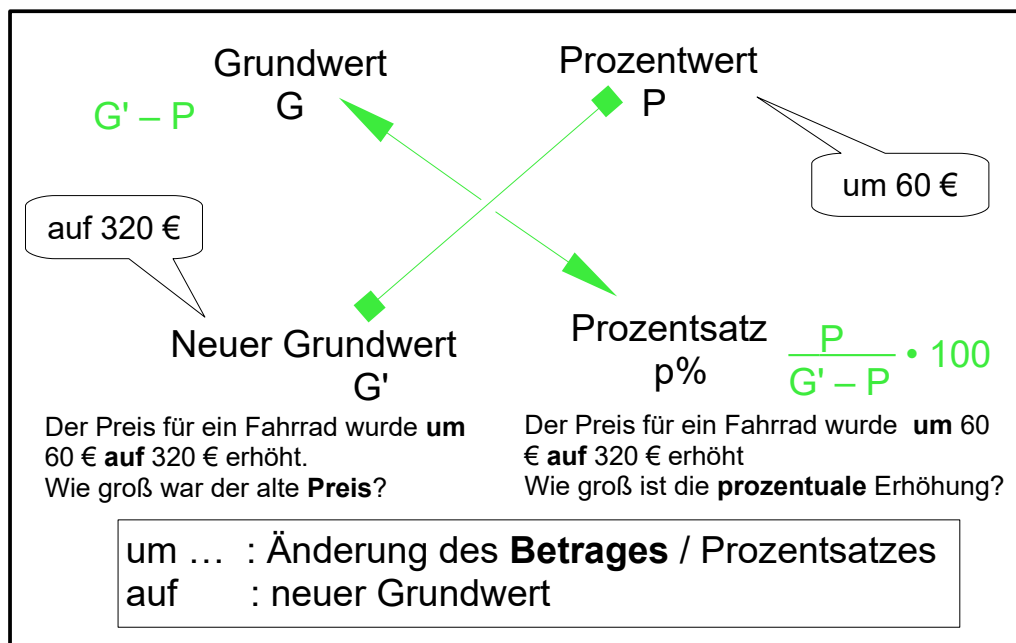 Grundwert
G
Prozentwert
P
G' – P
um 60 €
auf 320 €
Neuer Grundwert
G'
Prozentsatz
p%
P
G' – P
• 100
Der Preis für ein Fahrrad wurde um
60 € auf 320 € erhöht.
Wie groß war der alte Preis?
Der Preis für ein Fahrrad wurde um 60
€ auf 320 € erhöht
Wie groß ist die prozentuale Erhöhung?
um … : Änderung des Betrages / Prozentsatzes
auf : neuer Grundwert